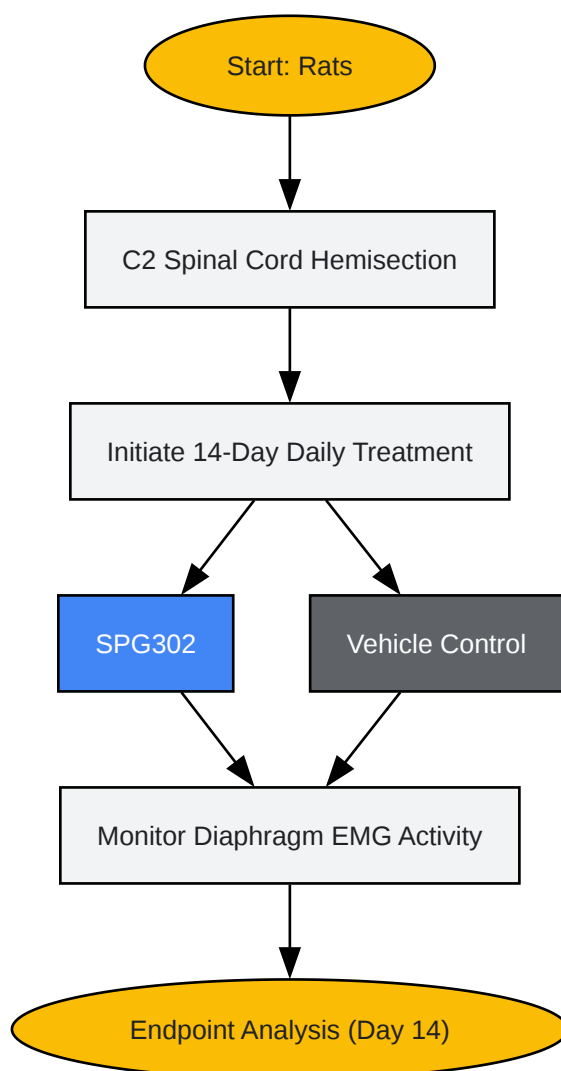 Start: Rats
C2 Spinal Cord Hemisection
Initiate 14-Day Daily Treatment
SPG302
Vehicle Control
Monitor Diaphragm EMG Activity
Endpoint Analysis (Day 14)